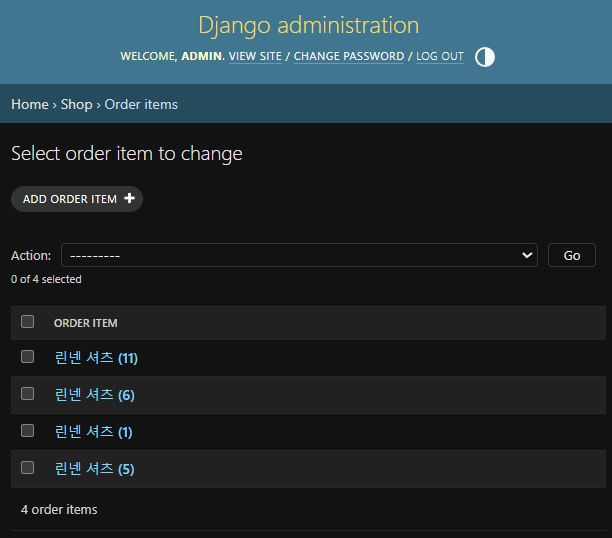 Django administration
WELCOME, ADMIN. VIEW SITE / CHANGE PASSWORD / LOG OUT
Home › Shop › Order items
Select order item to change
ADD ORDER ITEM +
Action: --------- Go
0 of 4 selected
ORDER ITEM
린넨 셔츠 (11)
린넨 셔츠 (6)
린넨 셔츠 (1)
린넨 셔츠 (5)
4 order items